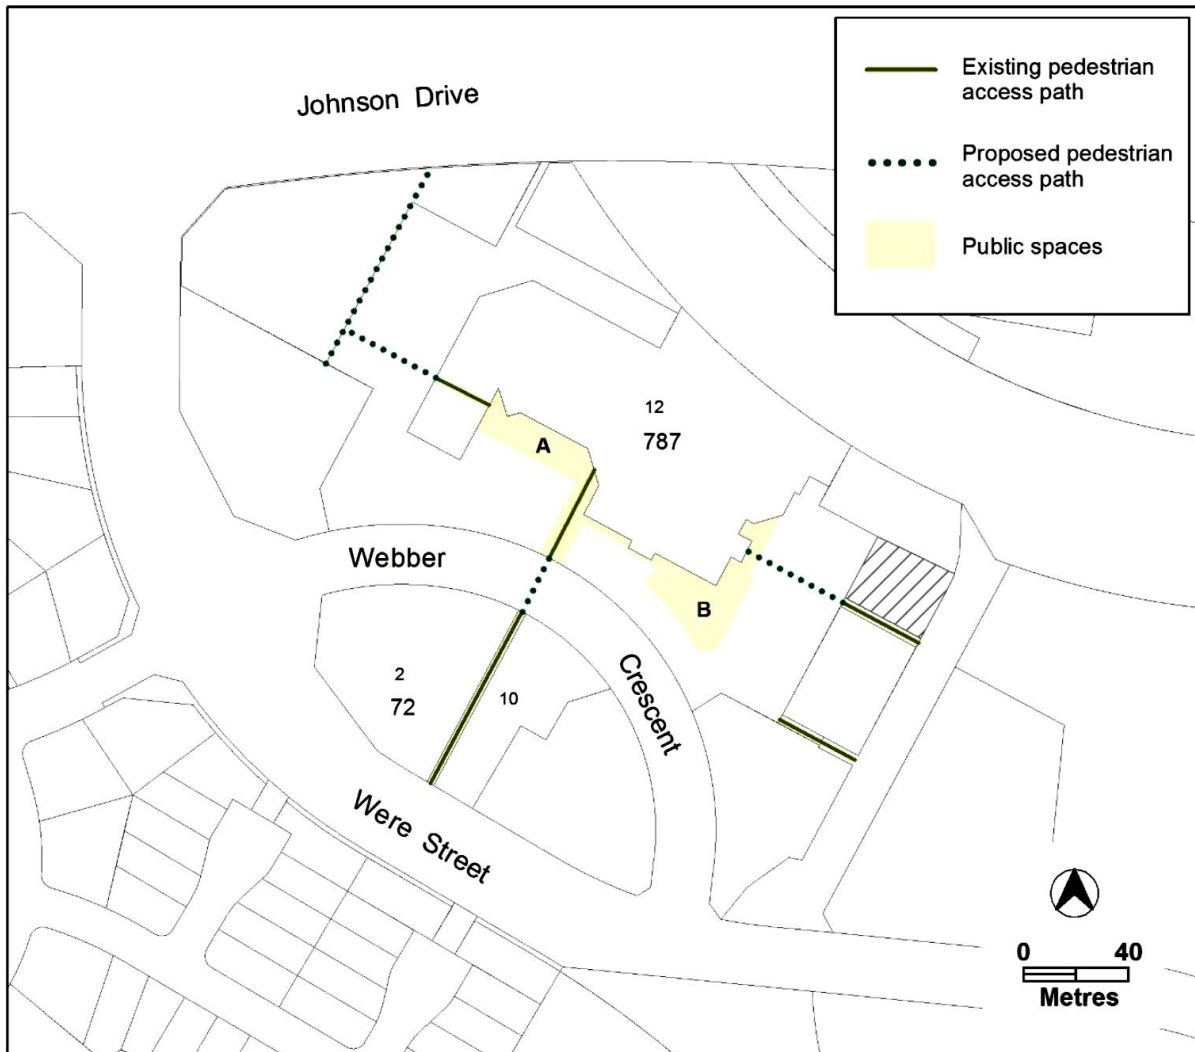 Johnson Drive
Existing pedestrian
access path
Proposed pedestrian
access path
Public spaces
12
787
A
Webber
B
Crescent
2
72
10
Were Street
0 40
Metres